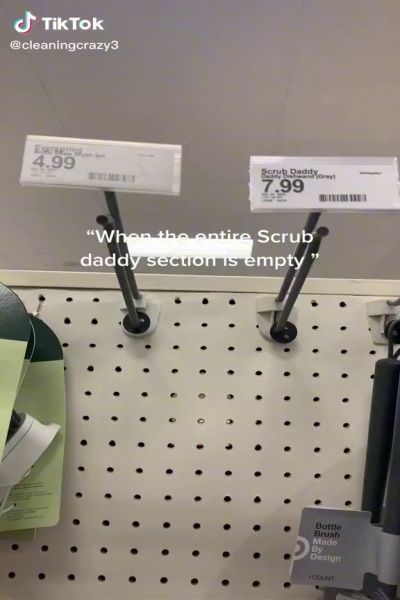 TikTok
@cleaningcrazy3
Everspring
4.99
Scrub Daddy
Daddy Dishwand (Grey)
7.99
“When the entire Scrub
daddy section is empty ”
Bottle
Brush
Made
By
Design
1 COUNT